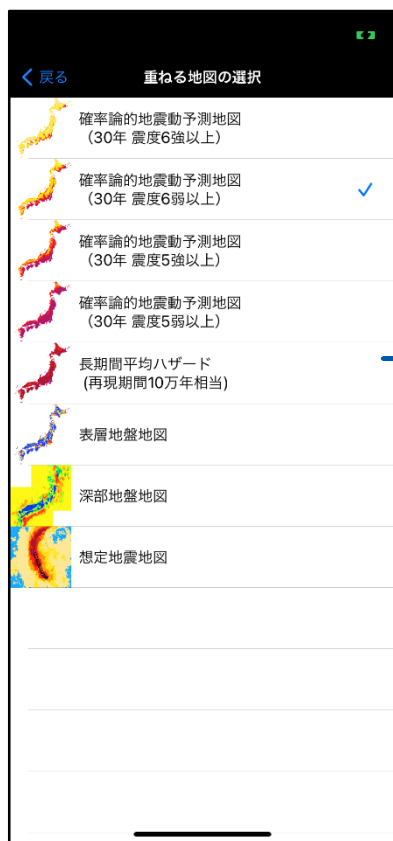 戻る
重ねる地図の選択
確率論的地震動予測地図
（30年 震度6強以上）
確率論的地震動予測地図
（30年 震度6弱以上）
確率論的地震動予測地図
（30年 震度5強以上）
確率論的地震動予測地図
（30年 震度5弱以上）
長期間平均ハザード
(再現期間10万年相当)
表層地盤地図
深部地盤地図
想定地震地図